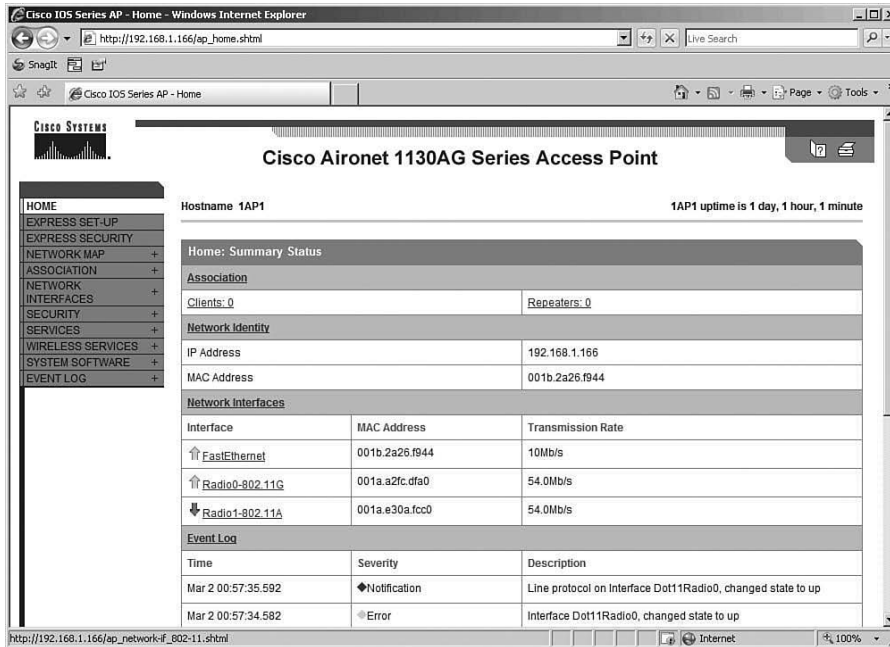 Cisco IOS Series AP - Home - Windows Internet Explorer
http://192.168.1.166/ap_home.shtml
Live Search
SnagIt
Cisco IOS Series AP - Home
Page
Tools
CISCO SYSTEMS
Cisco Aironet 1130AG Series Access Point
HOME
EXPRESS SET-UP
EXPRESS SECURITY
NETWORK MAP +
ASSOCIATION +
NETWORK
INTERFACES +
SECURITY +
SERVICES +
WIRELESS SERVICES +
SYSTEM SOFTWARE +
EVENT LOG +
Hostname 1AP1
1AP1 uptime is 1 day, 1 hour, 1 minute
Home: Summary Status
Association
Clients: 0 Repeaters: 0
Network Identity
IP Address 192.168.1.166
MAC Address 001b.2a26.f944
Network Interfaces
Interface MAC Address Transmission Rate
FastEthernet 001b.2a26.f944 10Mb/s
Radio0-802.11G 001a.a2fc.dfa0 54.0Mb/s
Radio1-802.11A 001a.e30a.fcc0 54.0Mb/s
Event Log
Time Severity Description
Mar 2 00:57:35.592 Notification Line protocol on Interface Dot11Radio0, changed state to up
Mar 2 00:57:34.582 Error Interface Dot11Radio0, changed state to up
http://192.168.1.166/ap_network-if_802-11.shtml
Internet
100%